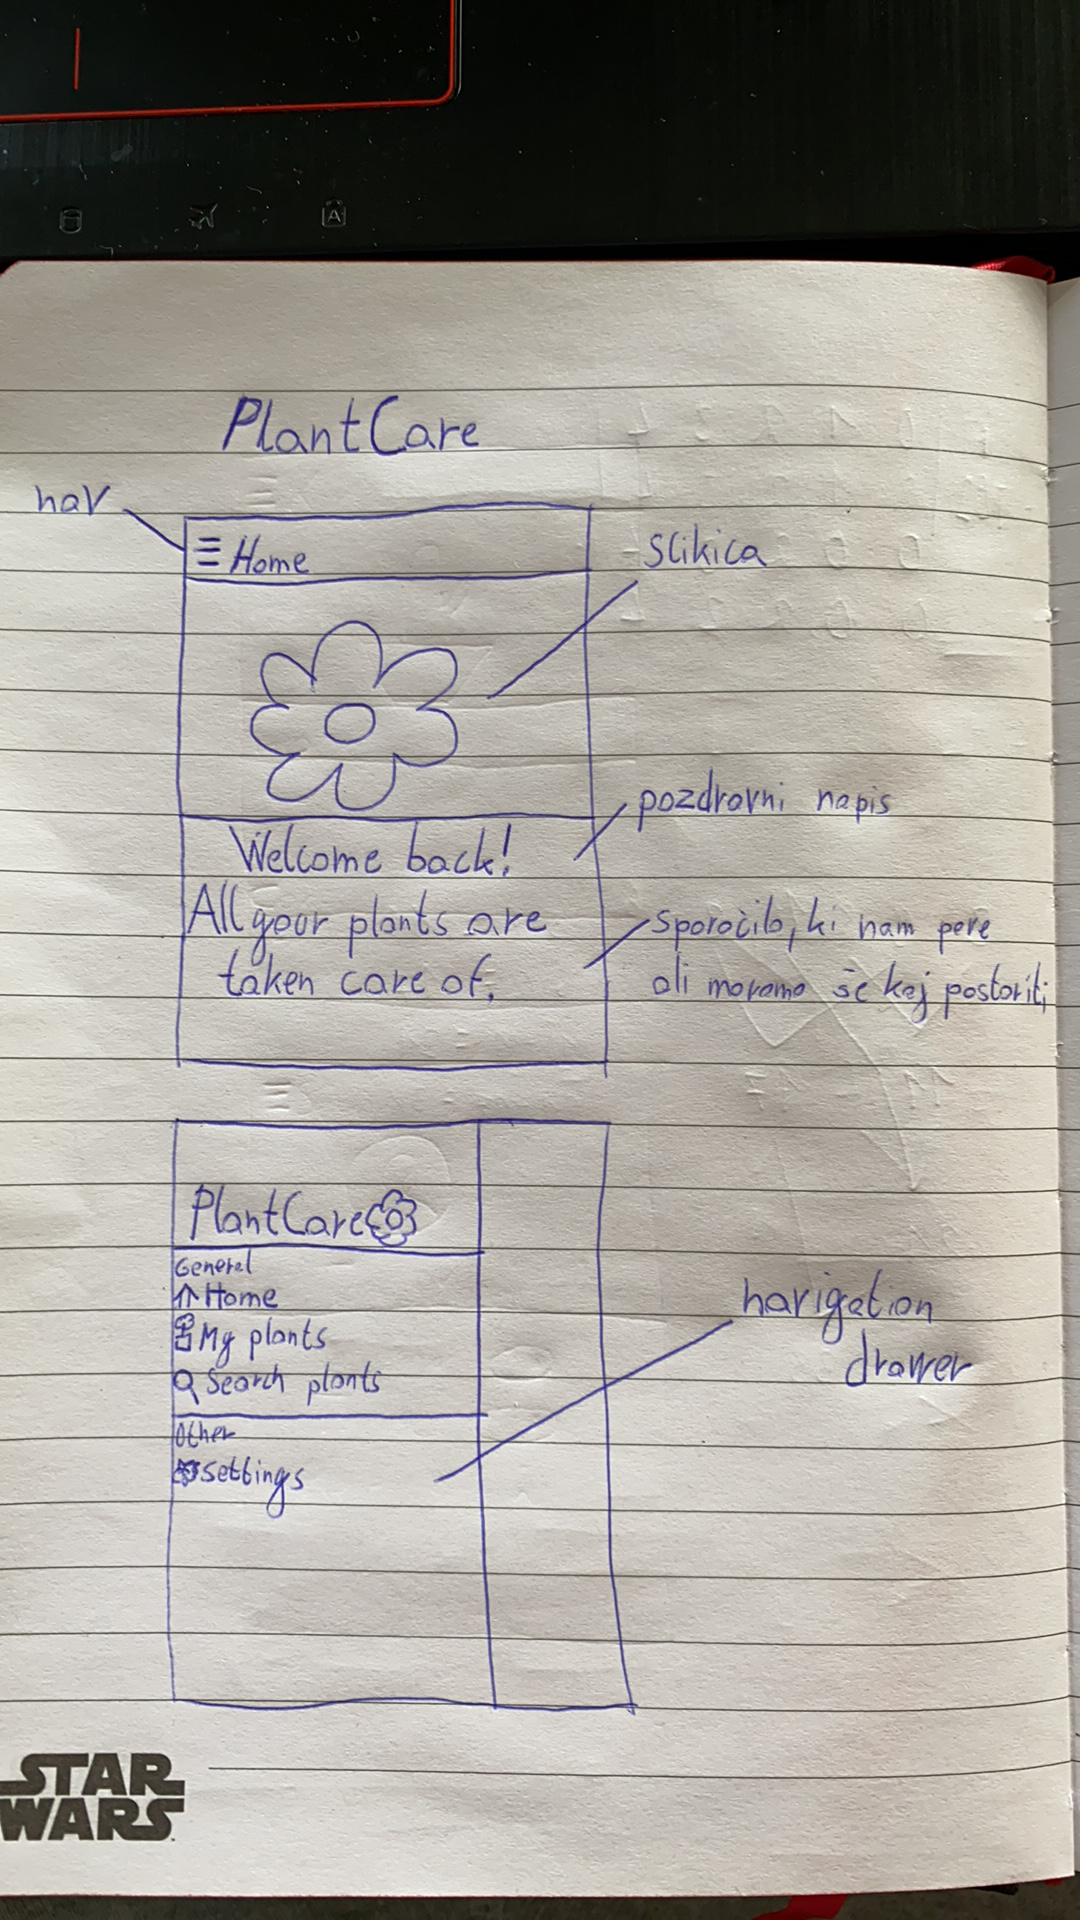 PlantCare
nav
Home
slikica
pozdravni napis
Welcome back!
All your plants are
taken care of.
sporočilo, ki nam pove
ali moramo še kaj postoriti
PlantCare
General
Home
My plants
Search plants
navigation
drawer
Other
Settings
STAR
WARS
A